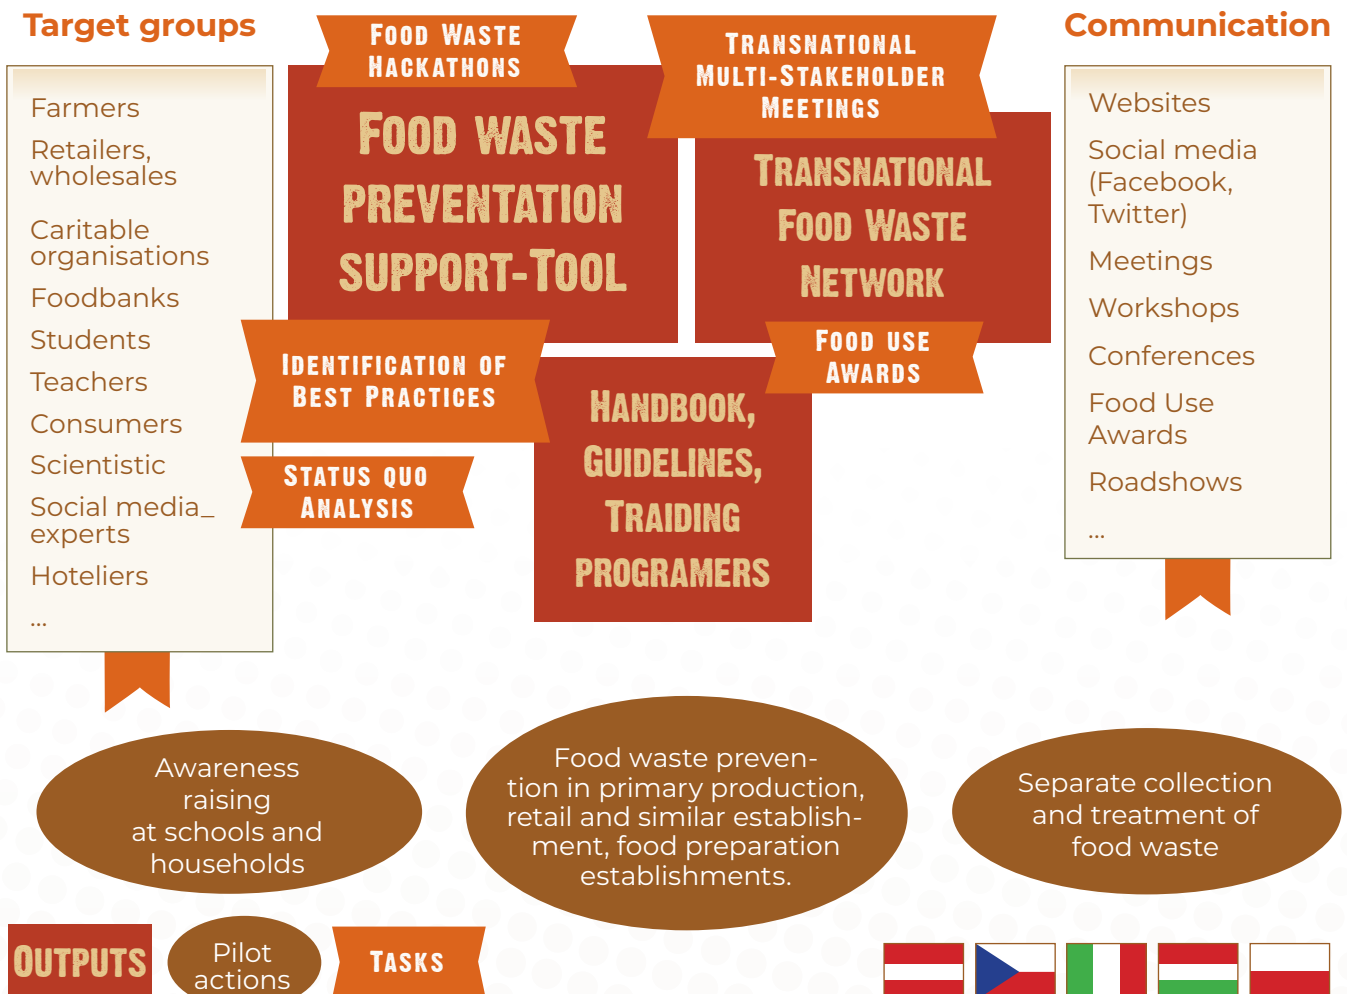 Target groups
Farmers
Retailers,
wholesales
Caritable
organisations
Foodbanks
Students
Teachers
Consumers
Scientistic
Social media_
experts
Hoteliers
...
Food Waste
Hackathons
Food waste
preventation
support-Tool
Transnational
Multi-Stakeholder
Meetings
Transnational
Food Waste
Network
Food use
Awards
Identification of
Best Practices
Status quo
Analysis
Handbook,
Guidelines,
Traiding
programers
Communication
Websites
Social media
(Facebook,
Twitter)
Meetings
Workshops
Conferences
Food Use
Awards
Roadshows
...
Awareness
raising
at schools and
households
Food waste preven-
tion in primary production,
retail and similar establish-
ment, food preparation
establishments.
Separate collection
and treatment of
food waste
Outputs
Pilot
actions
Tasks